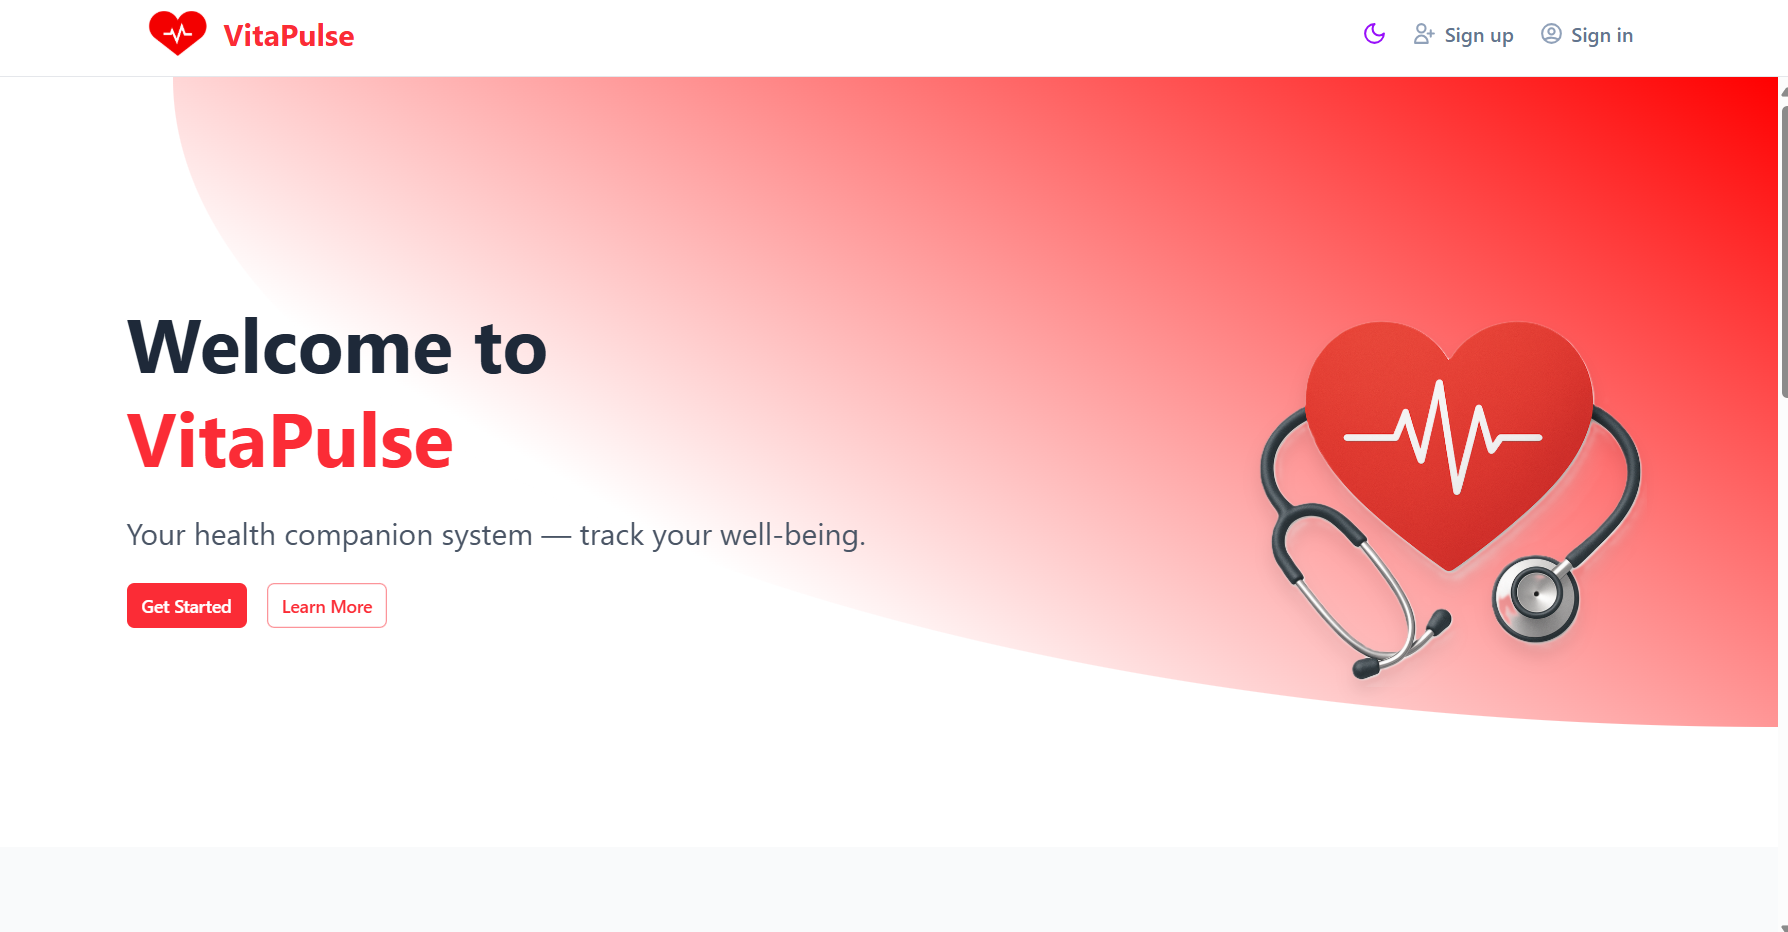 VitaPulse
Sign up
Sign in
Welcome to
VitaPulse
Your health companion system — track your well-being.
Get Started
Learn More